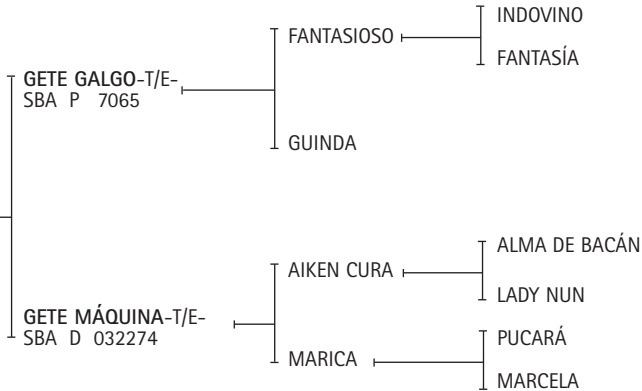 INDOVINO
FANTASIOSO
FANTASÍA
GETE GALGO-T/E-
SBA P 7065
GUINDA
ALMA DE BACÁN
AIKEN CURA
LADY NUN
GETE MÁQUINA-T/E-
SBA D 032274
PUCARÁ
MARICA
MARCELA